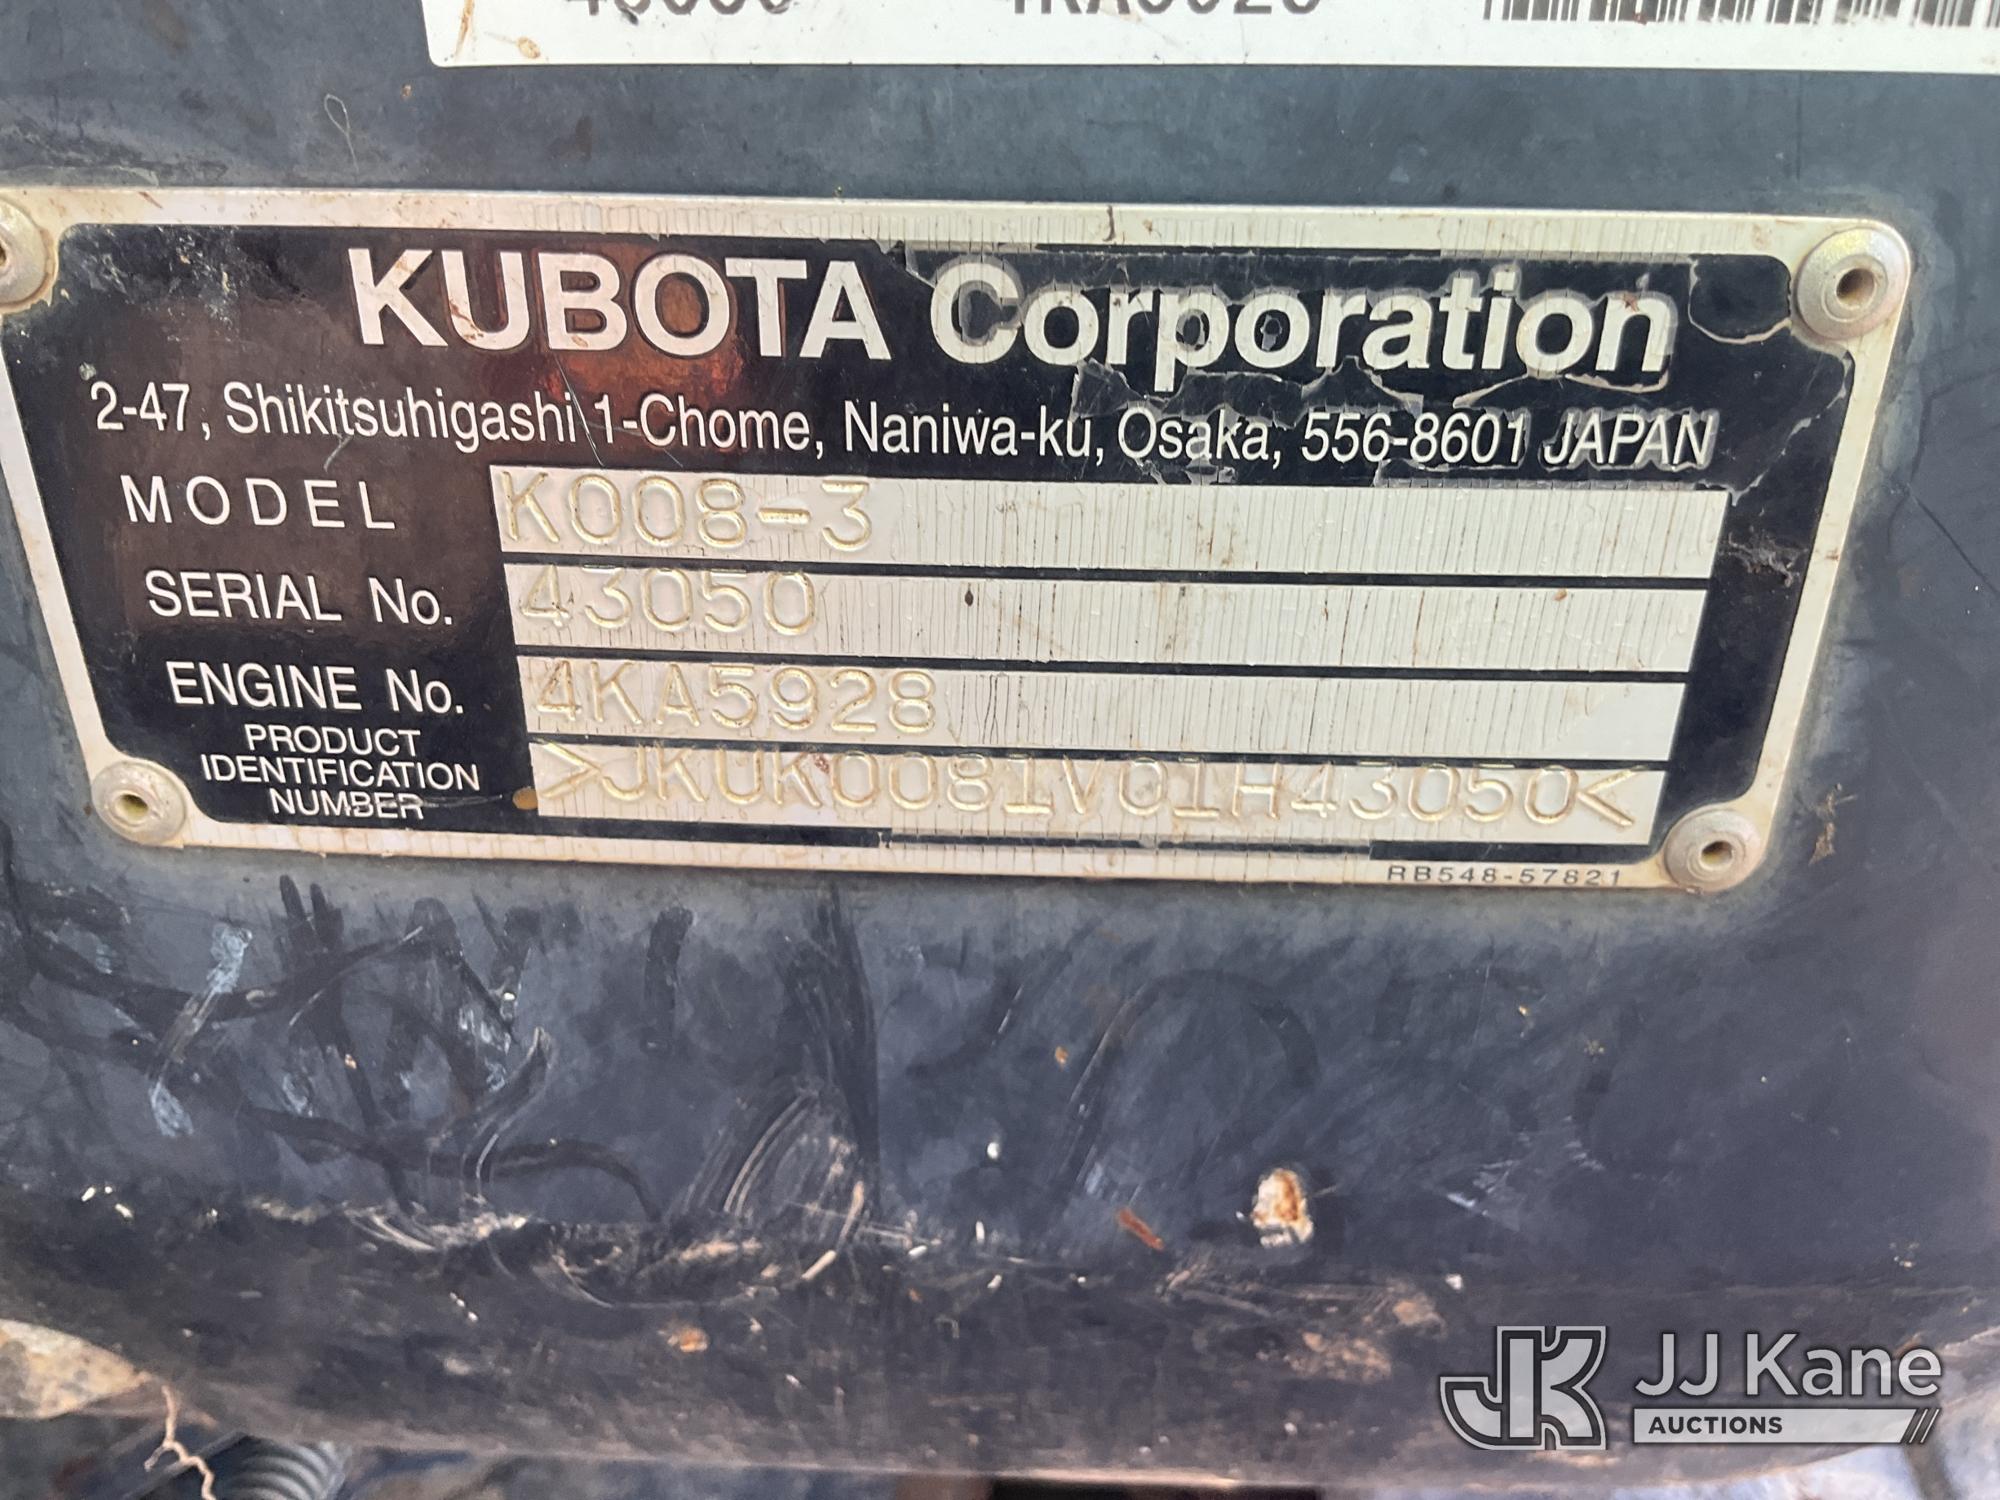 KUBOTA Corporation
2-47, Shikitsuhigashi 1-Chome, Naniwa-ku, Osaka, 556-8601 JAPAN
MODEL K008-3
SERIAL No. 43050
ENGINE No. 4KA5928
PRODUCT
IDENTIFICATION
NUMBER >JKUK0081V01H43050<
RB548-57821
JJ Kane
AUCTIONS